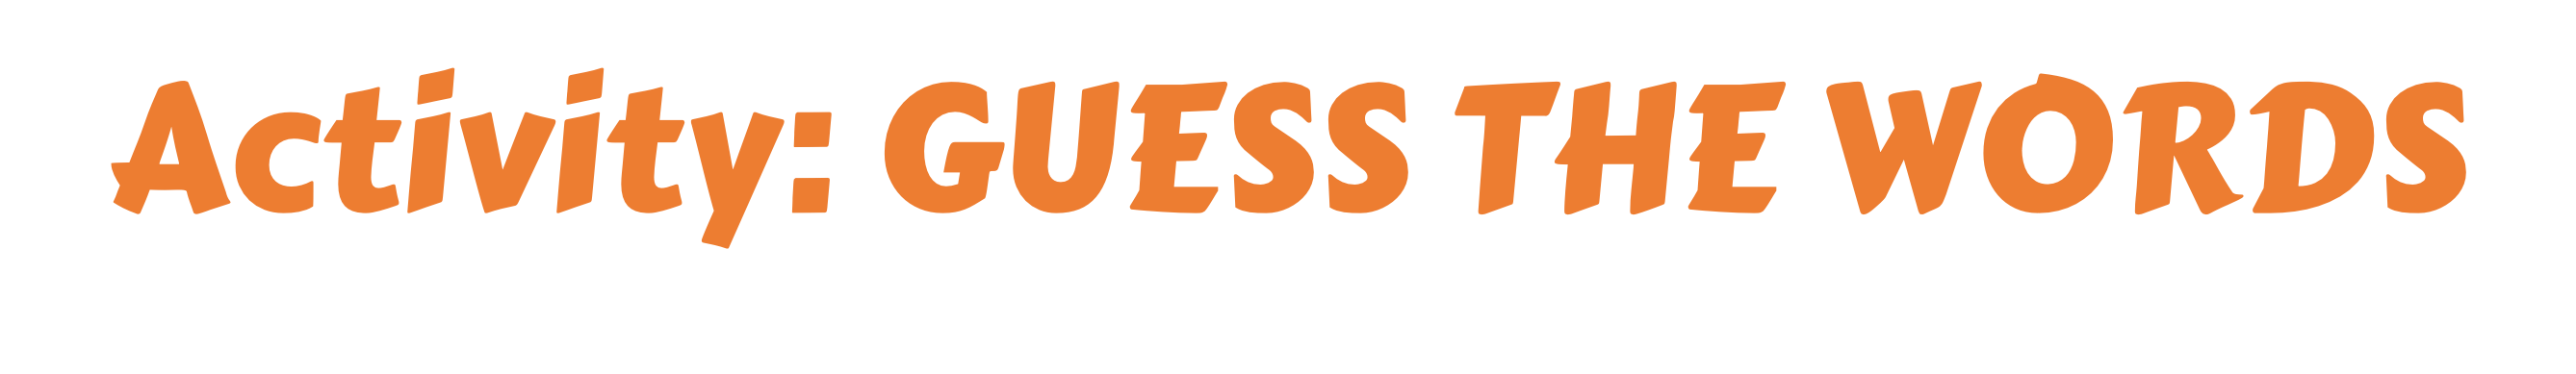 Activity: GUESS THE WORDS